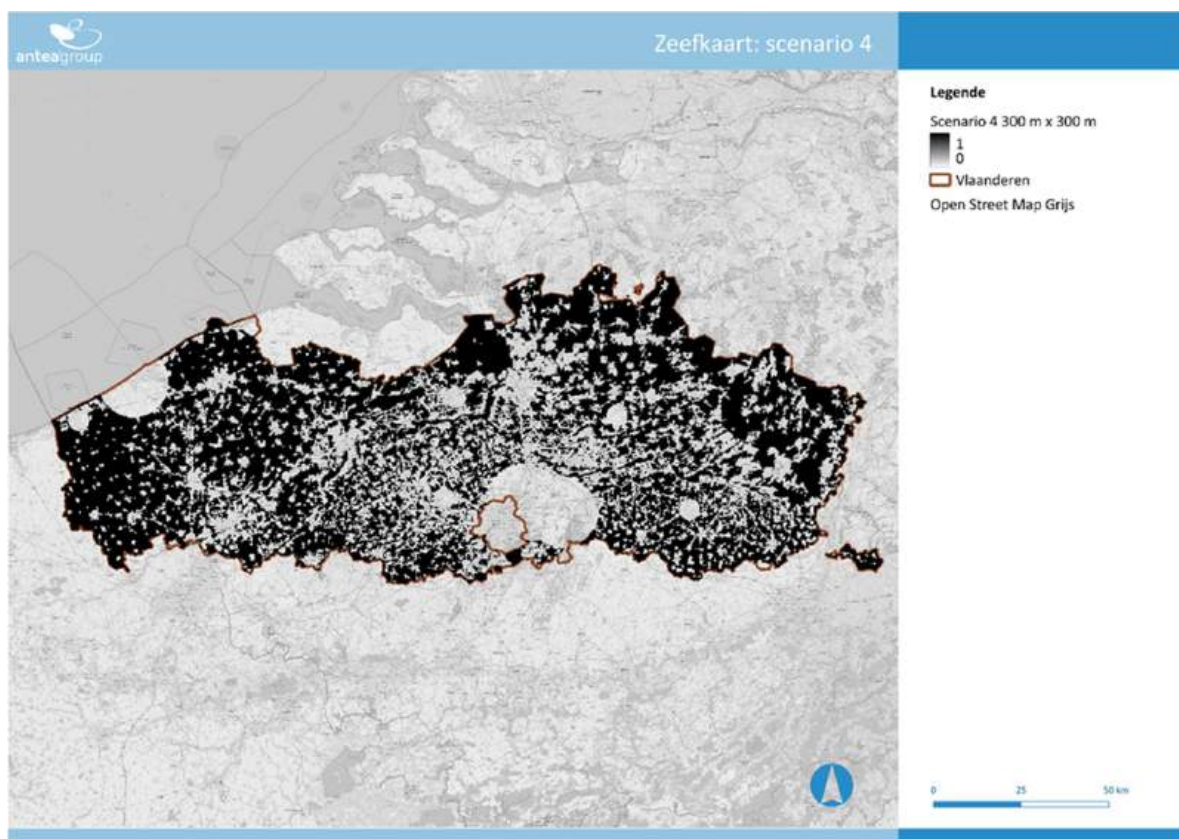 anteagroup
Zeefkaart: scenario 4
Legende
Scenario 4 300 m x 300 m
1
0
Vlaanderen
Open Street Map Grijs
0 25 50 km